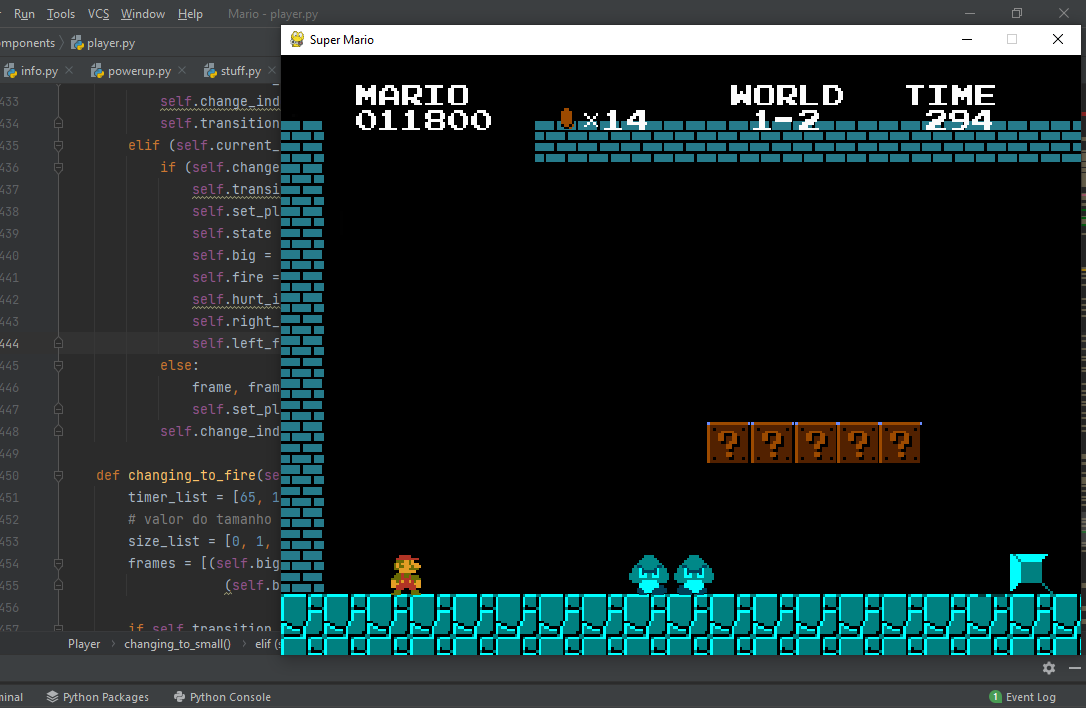 Run Tools VCS Window Help Mario - player.py
omponents player.py
info.py powerup.py stuff.py
Super Mario
MARIO WORLD TIME
011800 ×14 1-2 294
433 self.change_ind
434 self.transition
435 elif (self.current_
436 if (self.change
437 self.transi
438 self.set_pl
439 self.state
440 self.big =
441 self.fire =
442 self.hurt_i
443 self.right_
444 self.left_f
445 else:
446 frame, fram
447 self.set_pl
448 self.change_ind
449
450 def changing_to_fire(se
451 timer_list = [65, 1
452 # valor do tamanho
453 size_list = [0, 1,
454 frames = [(self.big
455 (self.b
456
457 if self.transition
? ? ? ? ?
Player changing_to_small() elif (s
minal Python Packages Python Console 1 Event Log